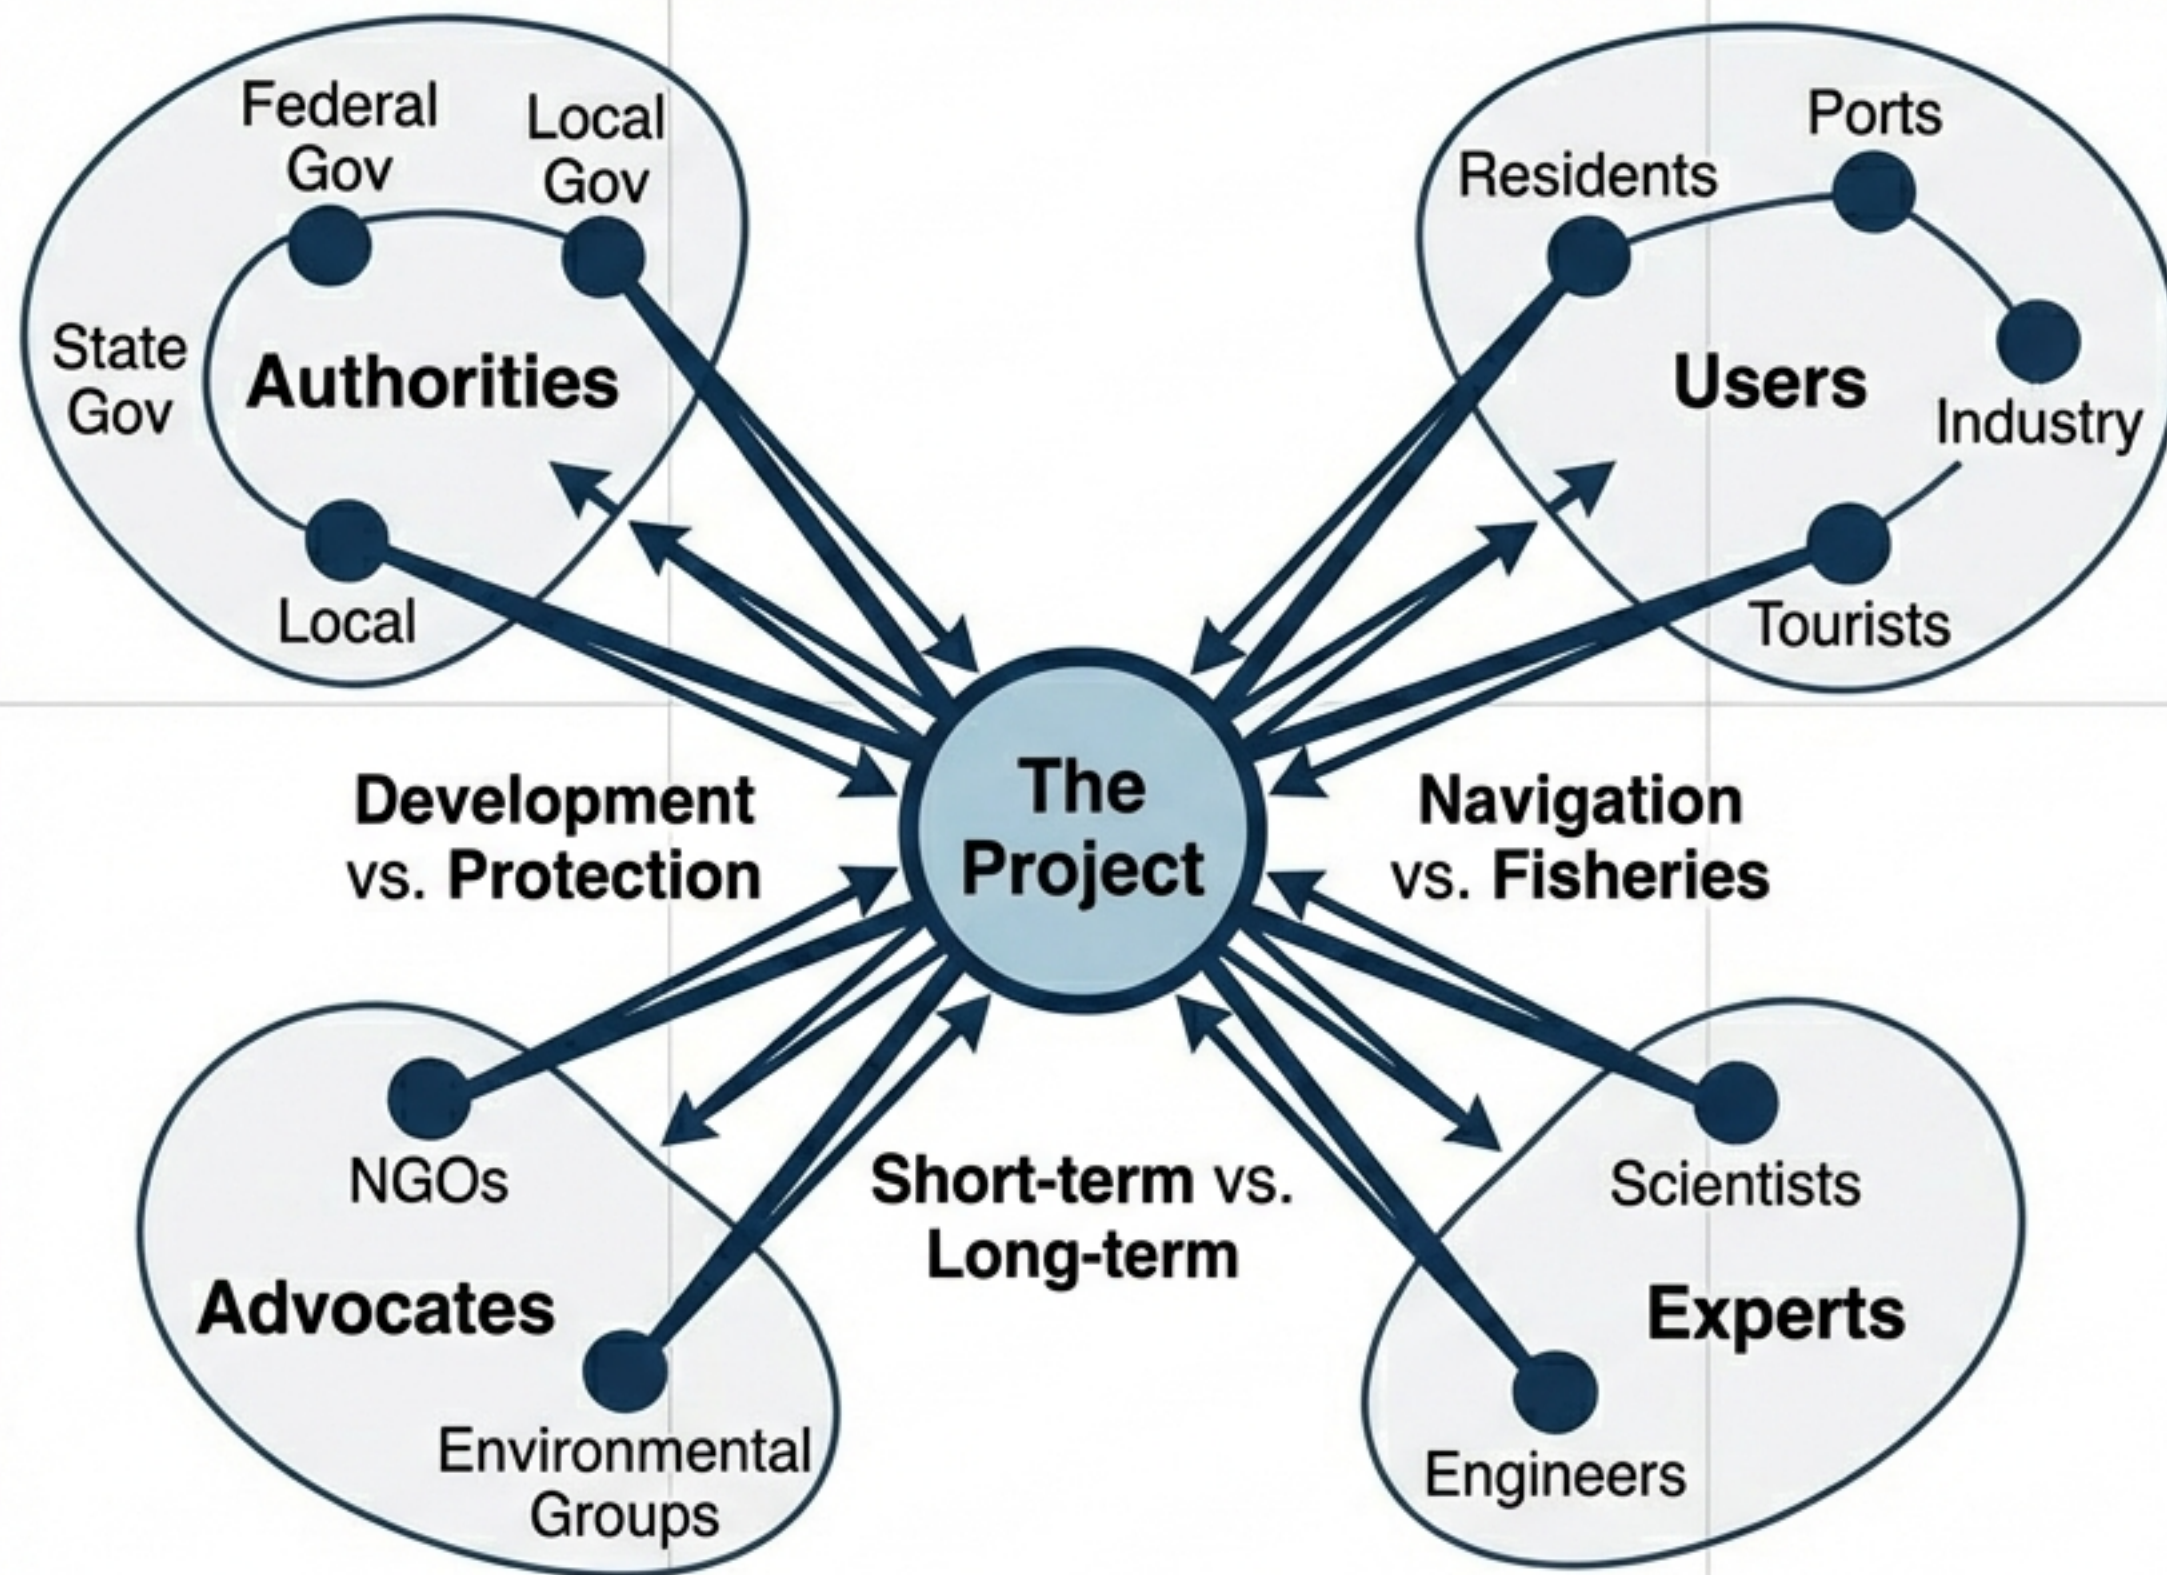 Federal
Gov
Local
Gov
State
Gov
Authorities
Local
Residents
Ports
Users
Industry
Tourists
Development
vs. Protection
The
Project
Navigation
vs. Fisheries
NGOs
Advocates
Environmental
Groups
Short-term vs.
Long-term
Scientists
Experts
Engineers